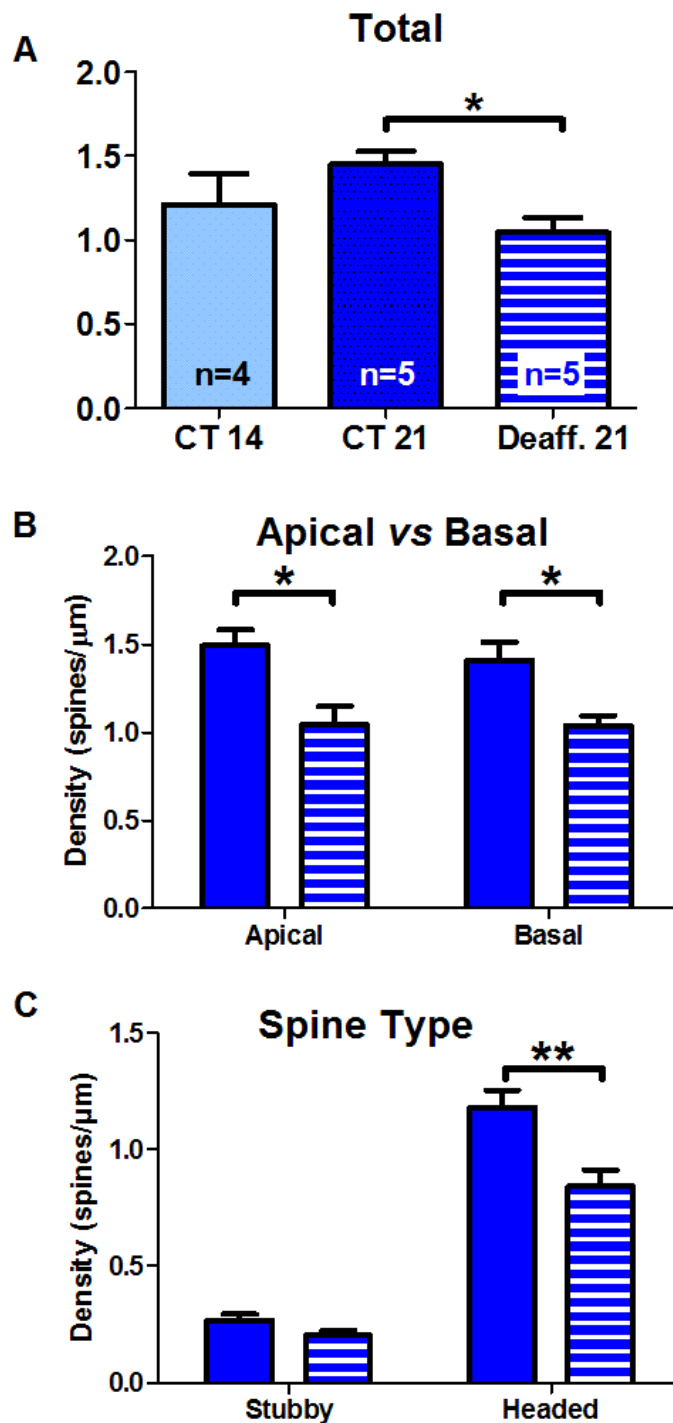 A
Total
*
2.0
1.5
1.0
0.5
0.0
n=4
n=5
n=5
CT 14
CT 21
Deaff. 21
B
Apical vs Basal
Density (spines/μm)
2.0
1.5
1.0
0.5
0.0
*
*
Apical
Basal
C
Spine Type
Density (spines/µm)
1.5
1.0
0.5
0.0
**
Stubby
Headed